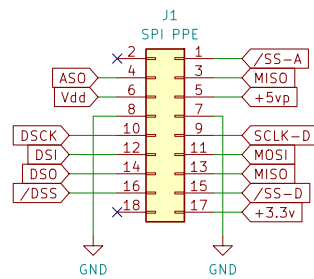 J1
SPI PPE
2 1 /SS-A
ASO 4 3 MISO
Vdd 6 5 +5vp
8 7
DSCK 10 9 SCLK-D
DSI 12 11 MOSI
DSO 14 13 MISO
/DSS 16 15 /SS-D
18 17 +3.3v
GND GND